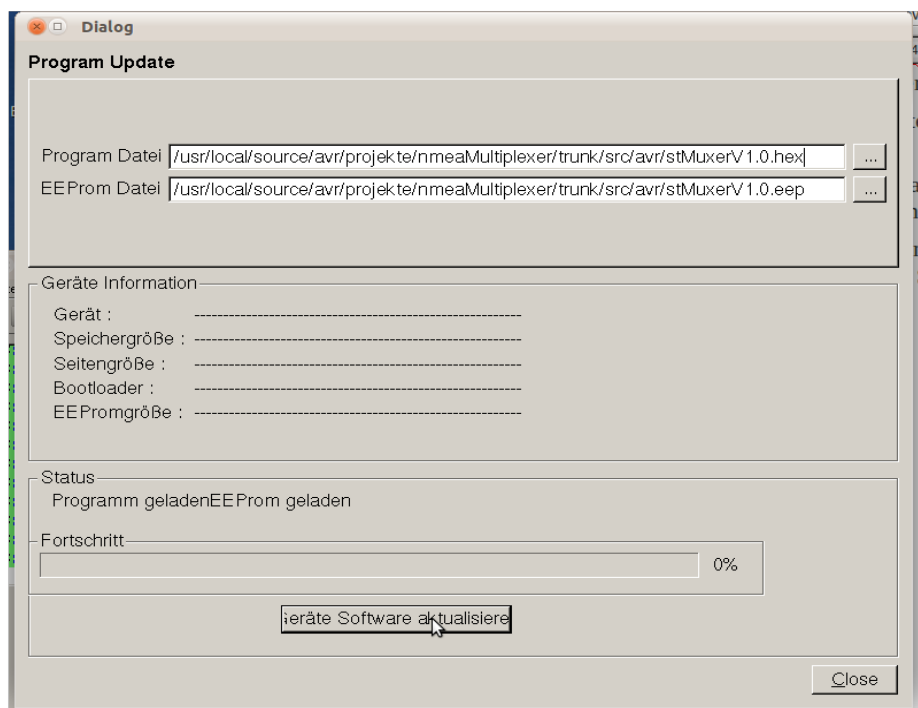 Dialog
Program Update
Program Datei /usr/local/source/avr/projekte/nmeaMultiplexer/trunk/src/avr/stMuxerV1.0.hex ...
EEProm Datei /usr/local/source/avr/projekte/nmeaMultiplexer/trunk/src/avr/stMuxerV1.0.eep ...
Geräte Information
Gerät : ---------------------------------------------------------
Speichergröße : ---------------------------------------------------------
Seitengröße : ---------------------------------------------------------
Bootloader : ---------------------------------------------------------
EEPromgröße : ---------------------------------------------------------
Status
Programm geladenEEProm geladen
Fortschritt
0%
eräte Software aktualisiere
Close